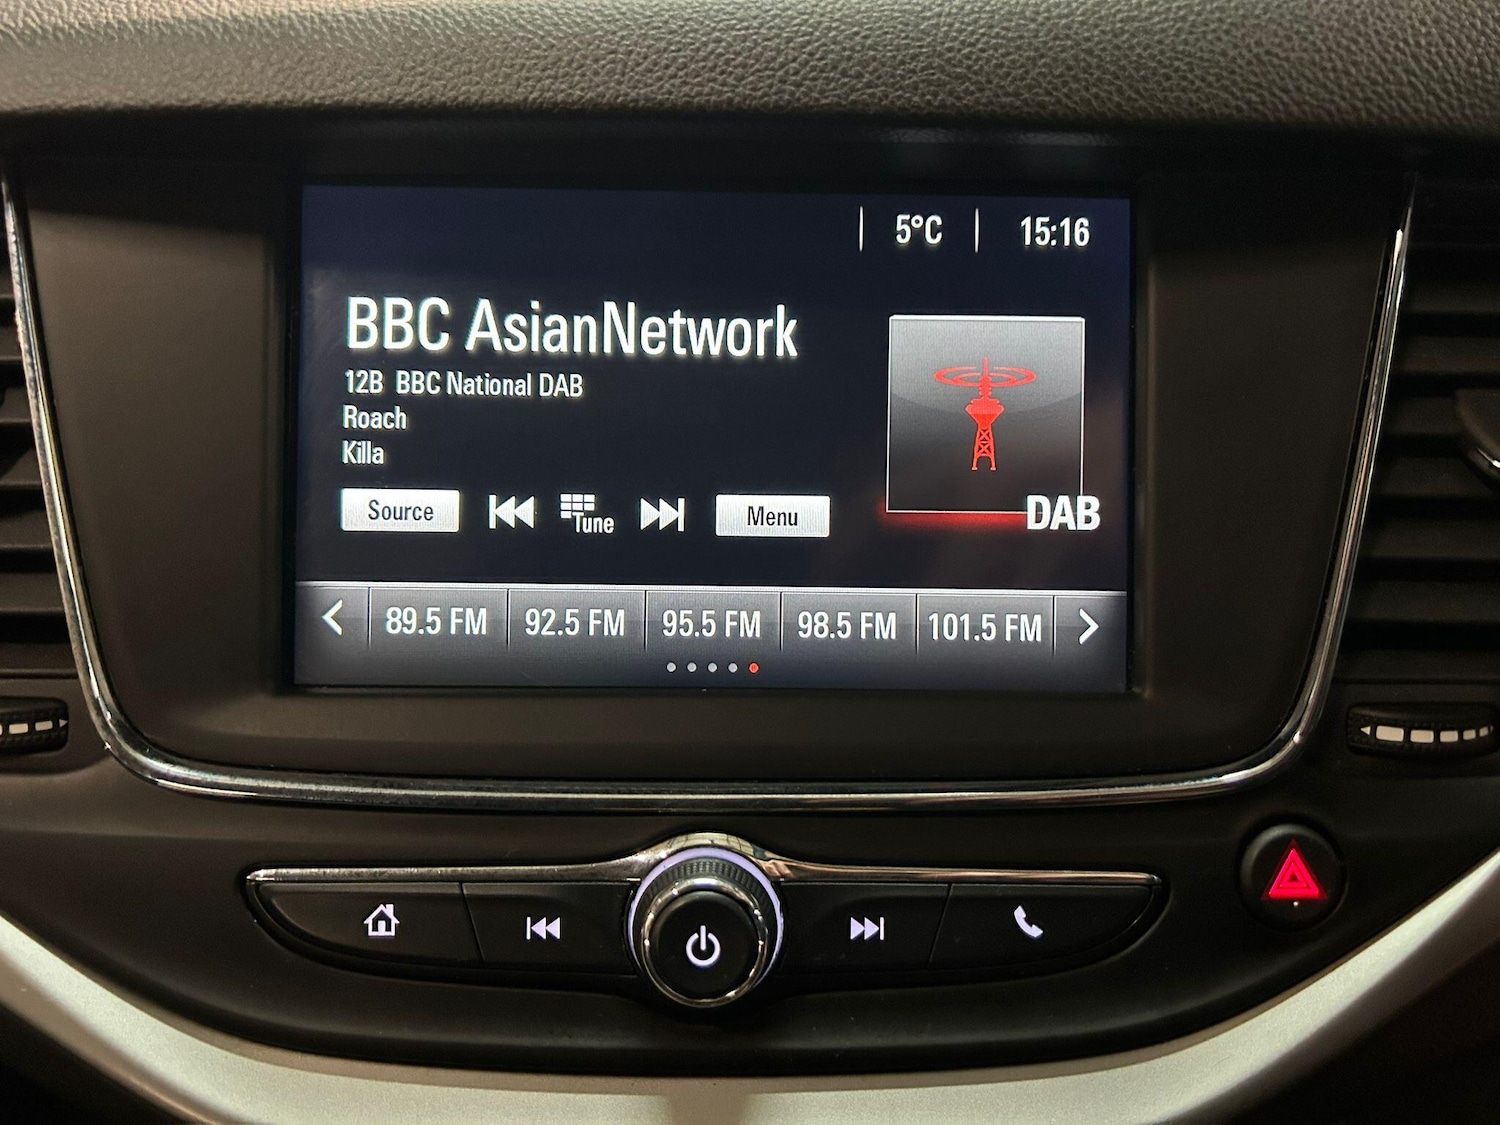 5°C 15:16
BBC AsianNetwork
12B BBC National DAB
Roach
Killa
Source Tune Menu
DAB
89.5 FM 92.5 FM 95.5 FM 98.5 FM 101.5 FM